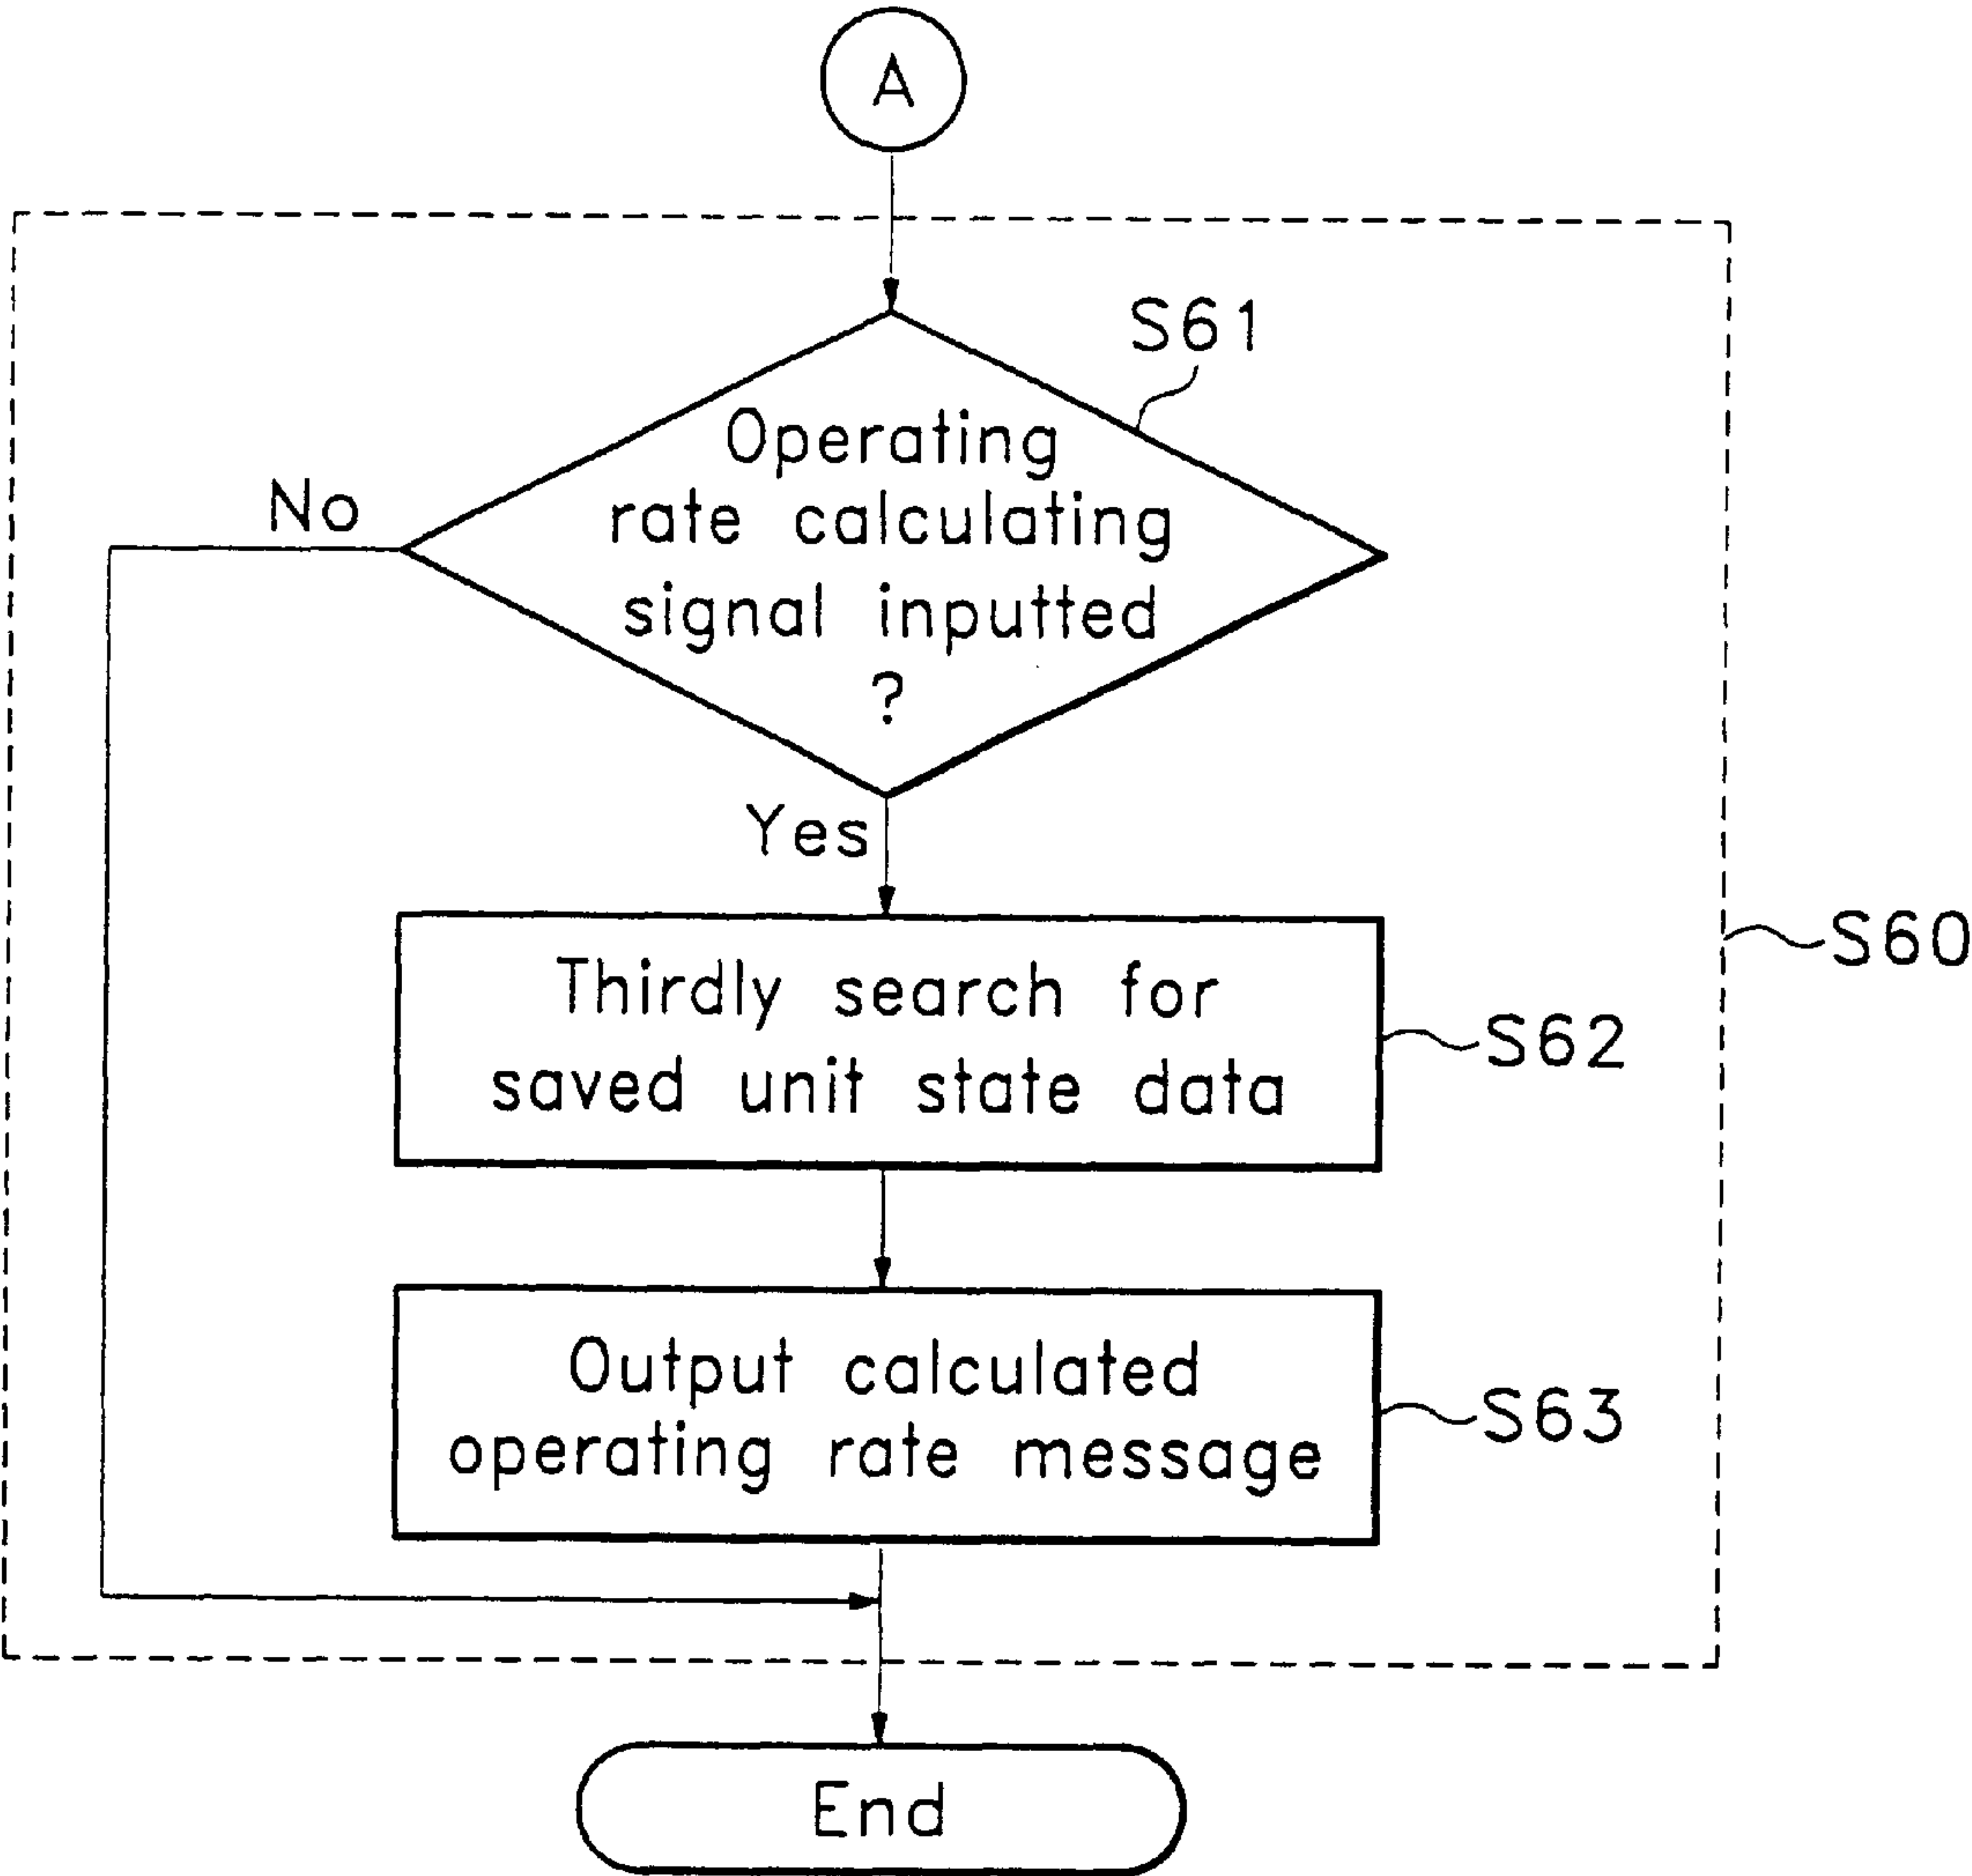 A
S61
Operating
rate calculating
signal inputted
?
No
Yes
S60
Thirdly search for
saved unit state data
S62
Output calculated
operating rate message
S63
End